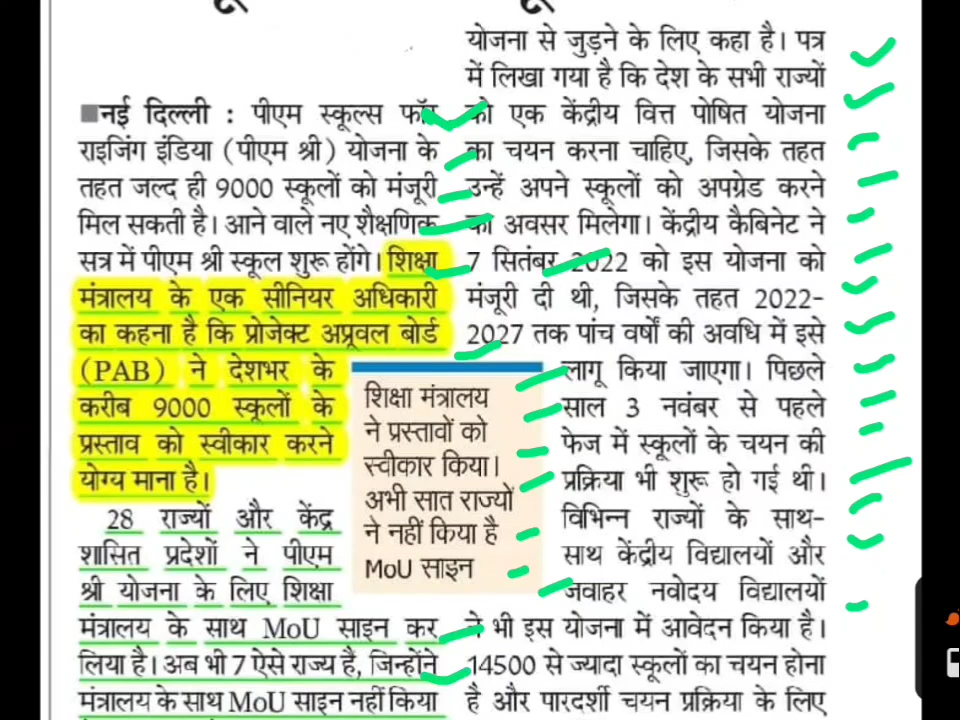 ■नई दिल्ली : पीएम स्कूल्स फॉर
राइजिंग इंडिया (पीएम श्री) योजना के
तहत जल्द ही 9000 स्कूलों को मंजूरी
मिल सकती है। आने वाले नए शैक्षणिक
सत्र में पीएम श्री स्कूल शुरू होंगे। शिक्षा
मंत्रालय के एक सीनियर अधिकारी
का कहना है कि प्रोजेक्ट अप्रूवल बोर्ड
(PAB) ने देशभर के
करीब 9000 स्कूलों के
प्रस्ताव को स्वीकार करने
योग्य माना है।
28 राज्यों और केंद्र
शासित प्रदेशों ने पीएम
श्री योजना के लिए शिक्षा
मंत्रालय के साथ MoU साइन कर
लिया है। अब भी 7 ऐसे राज्य है, जिन्होंने
मंत्रालय के साथ MoU साइन नहीं किया
शिक्षा मंत्रालय
ने प्रस्तावों को
स्वीकार किया।
अभी सात राज्यों
ने नहीं किया है
MoU साइन
योजना से जुड़ने के लिए कहा है। पत्र
में लिखा गया है कि देश के सभी राज्यों
को एक केंद्रीय वित्त पोषित योजना
का चयन करना चाहिए, जिसके तहत
उन्हें अपने स्कूलों को अपग्रेड करने
का अवसर मिलेगा। केंद्रीय कैबिनेट ने
7 सितंबर 2022 को इस योजना को
मंजूरी दी थी, जिसके तहत 2022-
2027 तक पांच वर्षों की अवधि में इसे
लागू किया जाएगा। पिछले
साल 3 नवंबर से पहले
फेज में स्कूलों के चयन की
प्रक्रिया भी शुरू हो गई थी।
विभिन्न राज्यों के साथ-
साथ केंद्रीय विद्यालयों और
जवाहर नवोदय विद्यालयों
ने भी इस योजना में आवेदन किया है।
14500 से ज्यादा स्कूलों का चयन होना
है और पारदर्शी चयन प्रक्रिया के लिए